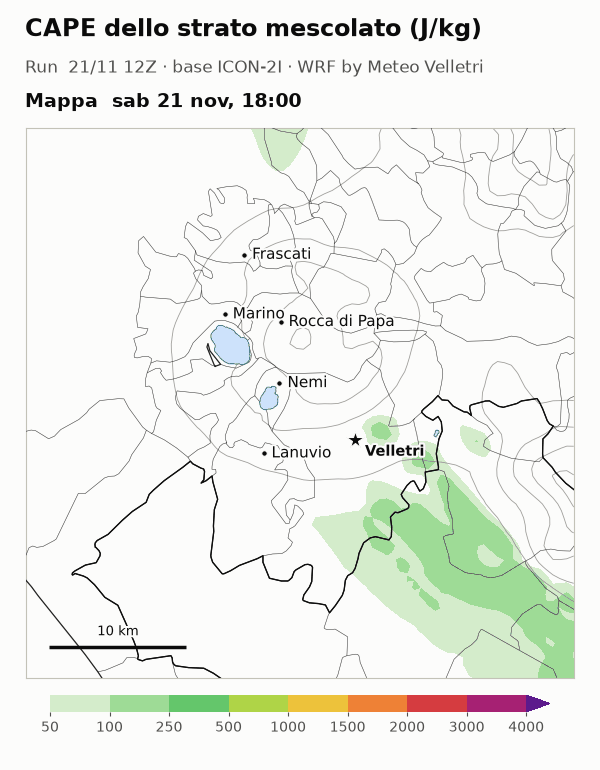 CAPE dello strato mescolato (J/kg)
Run  21/11 12Z · base ICON-2I · WRF by Meteo Velletri
Mappa  sab 21 nov, 18:00
Frascati
Marino
Rocca di Papa
Nemi
Velletri
Lanuvio
10 km
50 100 250 500 1000 1500 2000 3000 4000